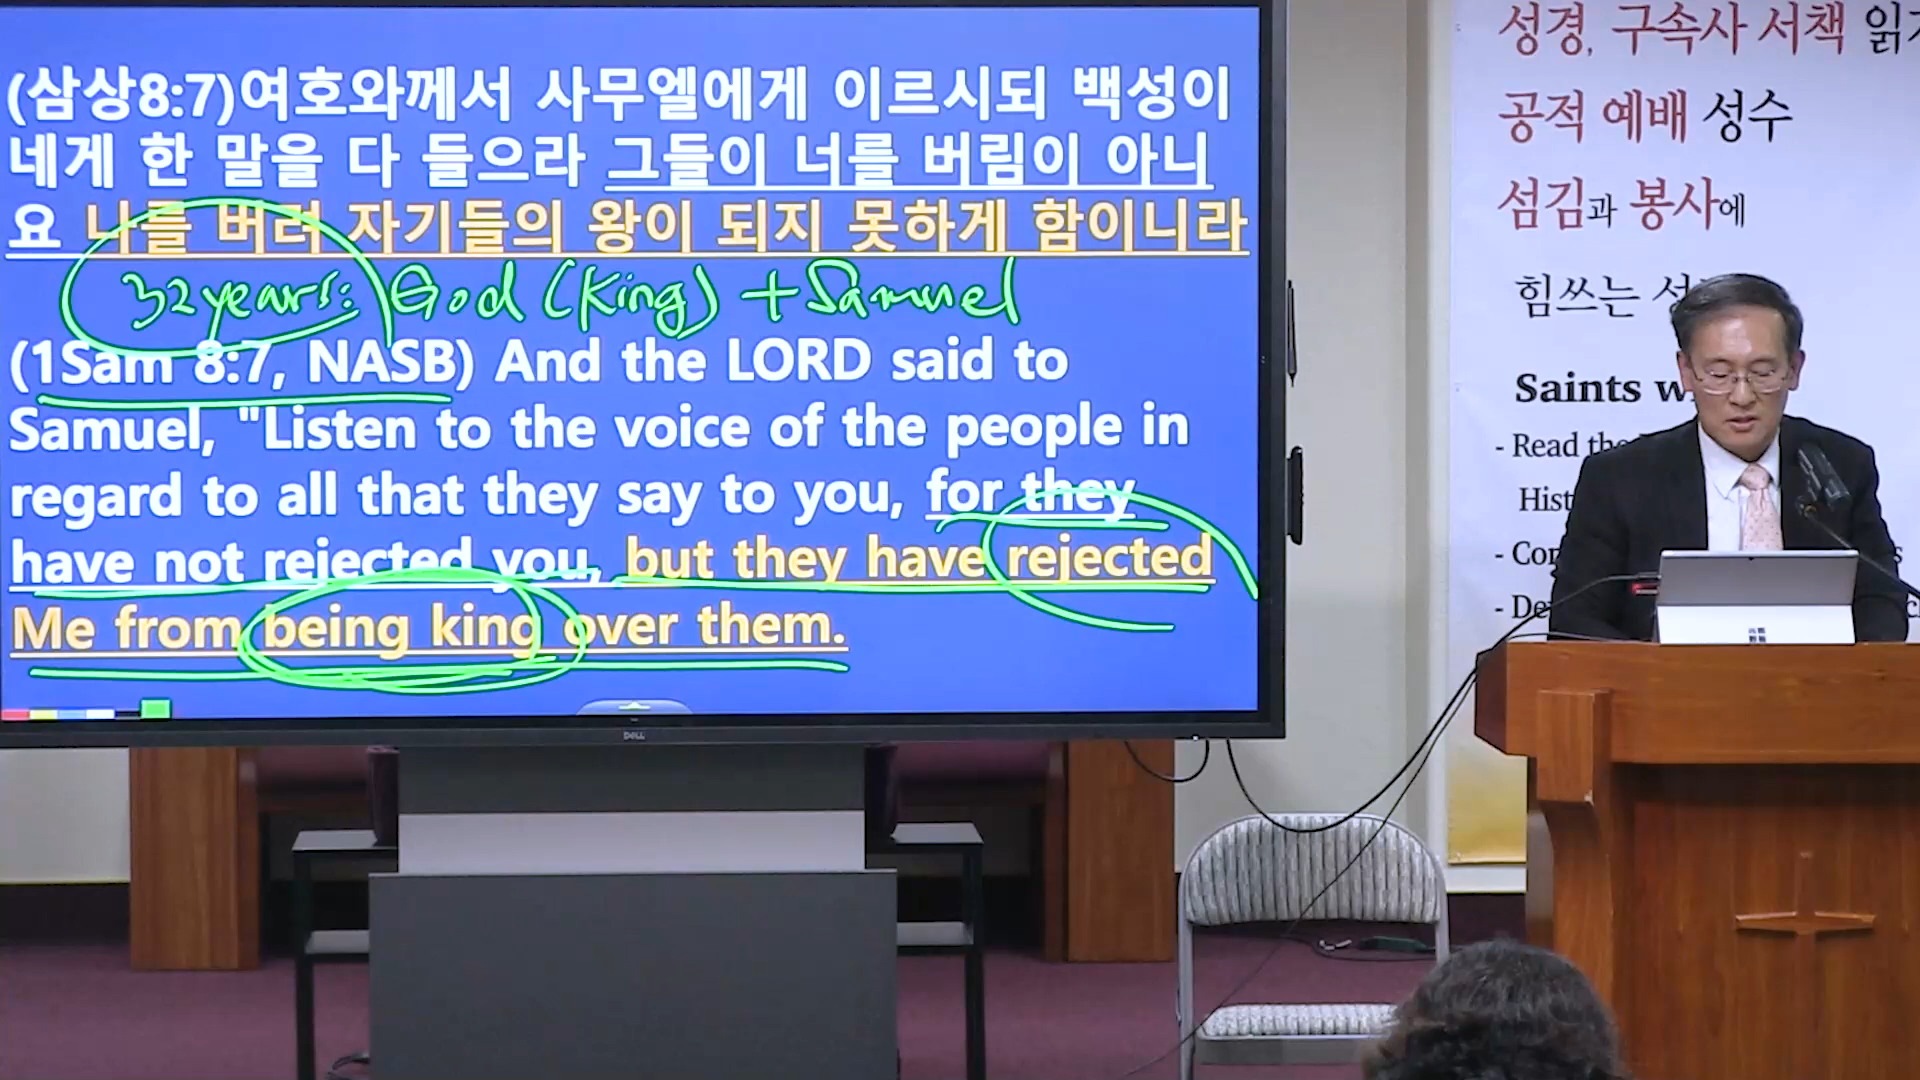 (삼상8:7)여호와께서 사무엘에게 이르시되 백성이
네게 한 말을 다 들으라 그들이 너를 버림이 아니
요 나를 버려 자기들의 왕이 되지 못하게 함이니라
32 years: God (King) + Samuel
(1Sam 8:7, NASB) And the LORD said to
Samuel, "Listen to the voice of the people in
regard to all that they say to you, for they
have not rejected you, but they have rejected
Me from being king over them.
DELL
성경, 구속사 서책
공적 예배 성수
섬김과 봉사에
힘쓰는
Saints
- Read